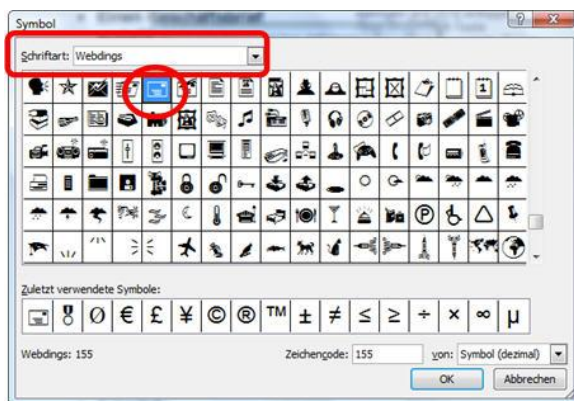 Symbol
Schriftart: Webdings
Zuletzt verwendete Symbole:
Ø € £ ¥ © ® ™ ± ≠ ≤ ≥ ÷ × ∞ µ
Webdings: 155 Zeichencode: 155 von: Symbol (dezimal)
OK Abbrechen